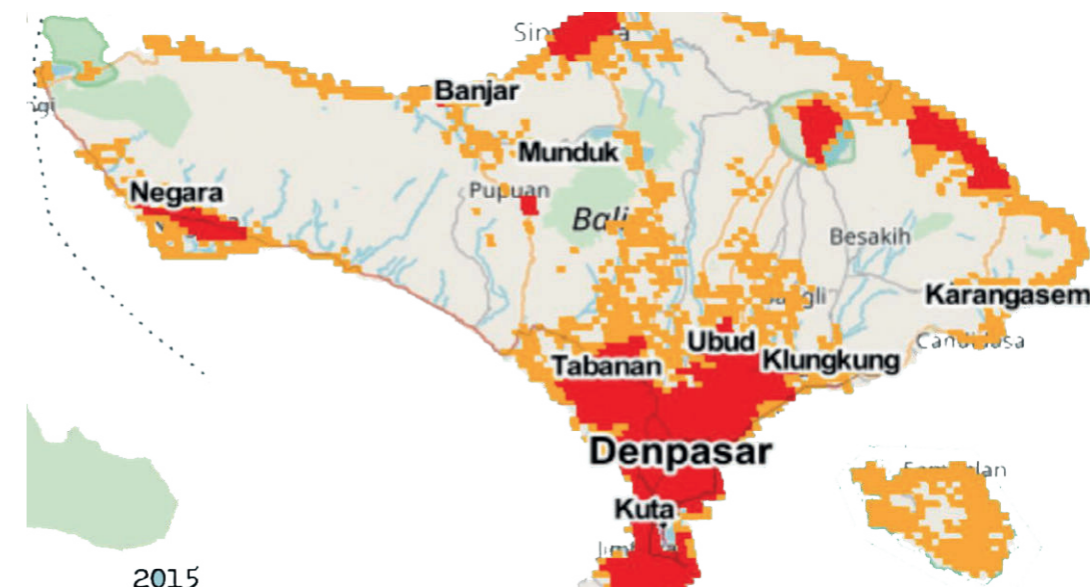 Banjar
Munduk
Negara
Pupuan
Bali
Besakih
Karangasem
Ubud
Tabanan
Klungkung
Denpasar
Kuta
2015